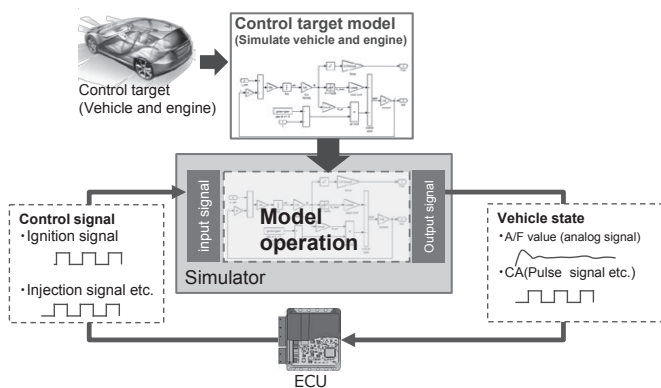 Control target model
(Simulate vehicle and engine)
Control target
(Vehicle and engine)
input signal
Model
operation
Output signal
Simulator
Control signal
・Ignition signal
・Injection signal etc.
Vehicle state
・A/F value (analog signal)
・CA(Pulse signal etc.)
ECU